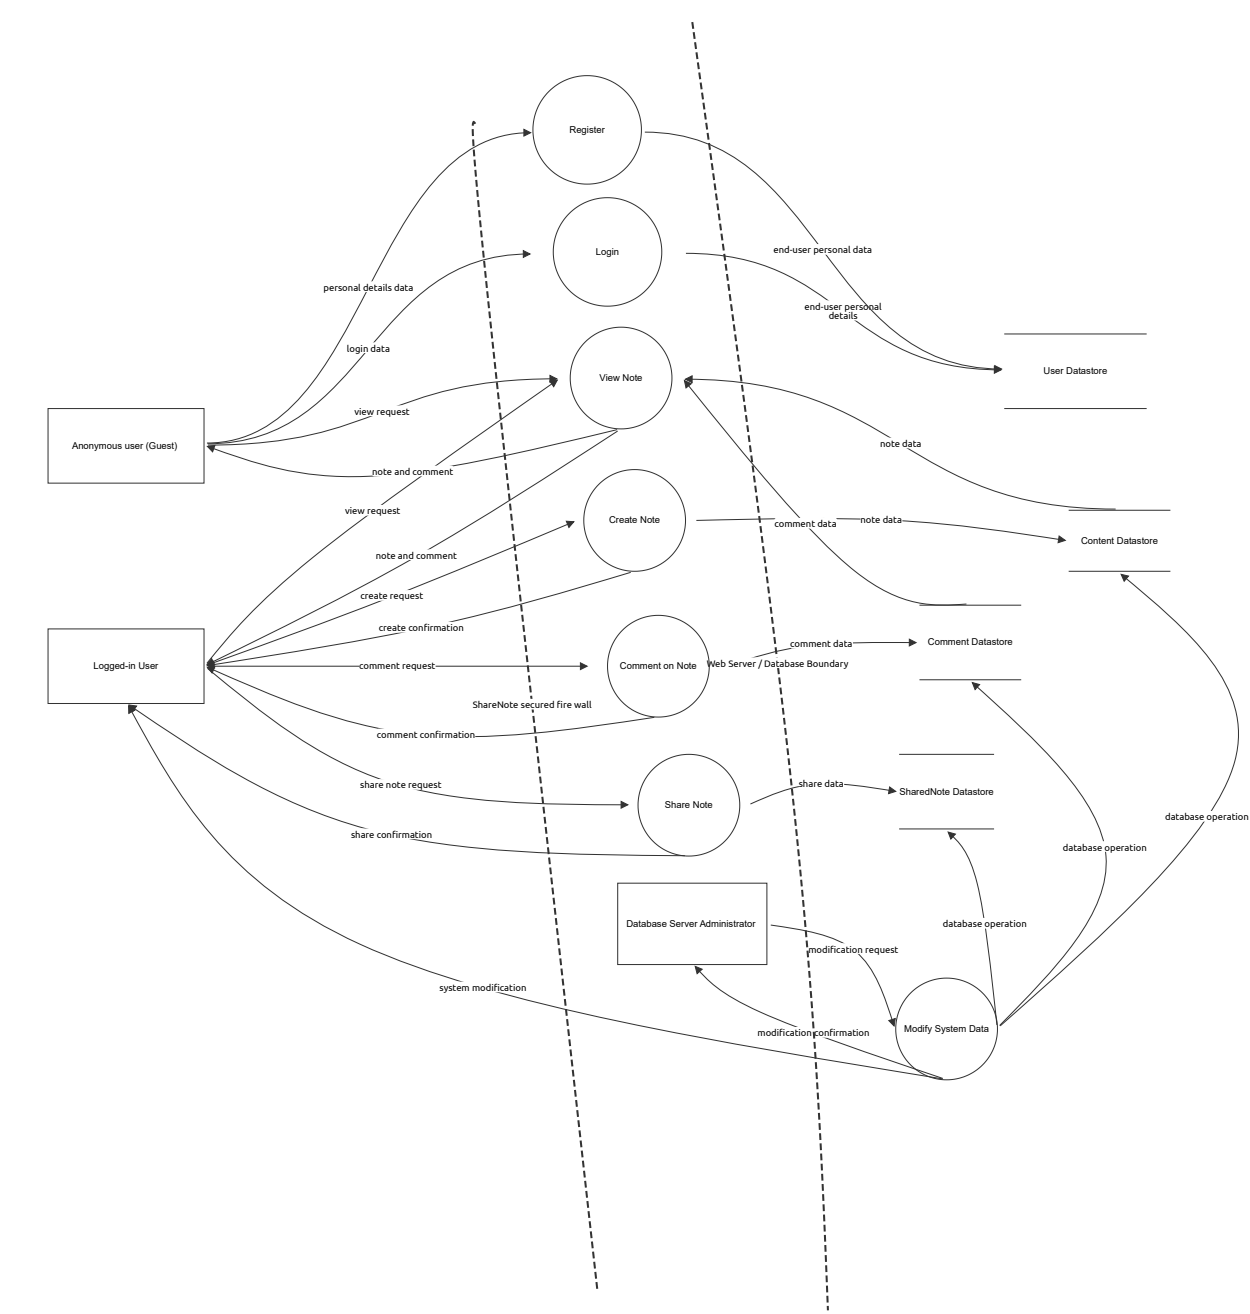 Register
Login
end-user personal data
personal details data
end-user personal
details
login data
User Datastore
View Note
view request
note data
Anonymous user (Guest)
note and comment
view request
Create Note
note data
comment data
Content Datastore
note and comment
create request
create confirmation
comment data
Comment Datastore
Logged-in User
comment request
Comment on Note
Web Server / Database Boundary
ShareNote secured fire wall
comment confirmation
share note request
share data
SharedNote Datastore
Share Note
database operation
share confirmation
database operation
Database Server Administrator
database operation
modification request
system modification
modification confirmation
Modify System Data